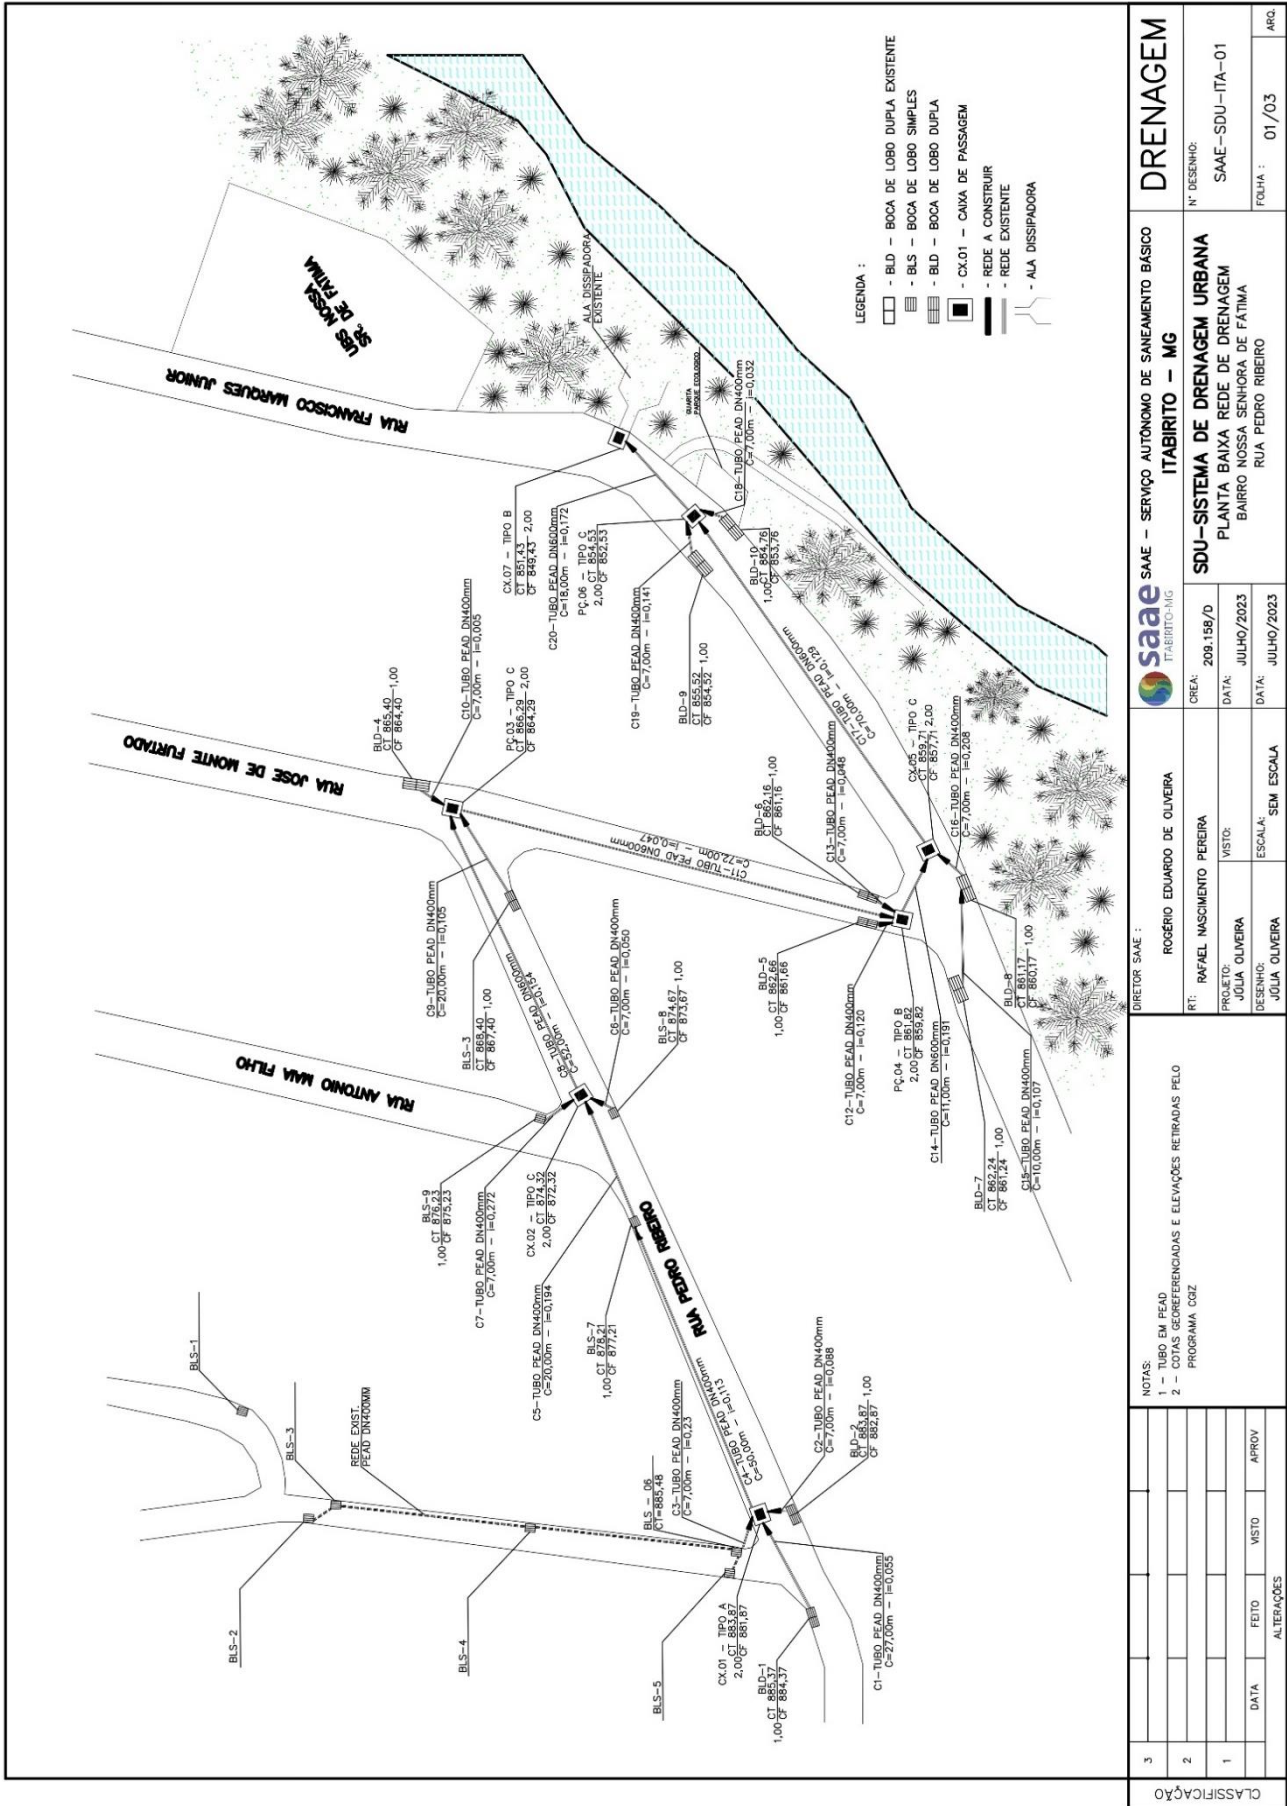 BLS-1
BLS-2
BLS-3
BLS-4
REDE EXIST.
PEAD DN400MM
BLS-5
BLS - 06
CT=885,48
C3-TUBO PEAD DN400mm
C=7,00m - i=0,23
CX.01 - TIPO A
CT 883,87
2,00 CF 881,87
BLD-1
CT 885,37
1,00 CF 884,37
C1-TUBO PEAD DN400mm
C=27,00m - i=0,055
C2-TUBO PEAD DN400mm
C=7,00m - i=0,088
BLD-2
CT 883,87 1,00
CF 882,87
C4-TUBO PEAD DN400mm
C=50,00m - i=0,113
RUA PEDRO RIBEIRO
BLS-7
CT 878,21
1,00 CF 877,21
C5-TUBO PEAD DN400mm
C=20,00m - i=0,194
CX.02 - TIPO C
CT 874,32
2,00 CF 872,32
C7-TUBO PEAD DN400mm
C=7,00m - i=0,272
BLS-9
CT 876,23
1,00 CF 875,23
RUA ANTONIO MAIA FILHO
BLS-8
CT 874,67 1,00
CF 873,67
C6-TUBO PEAD DN400mm
C=7,00m - i=0,050
C8-TUBO PEAD DN600mm
C=52,00m - i=0,154
BLS-3
CT 868,40 1,00
CF 867,40
C9-TUBO PEAD DN400mm
C=20,00m - i=0,105
RUA JOSE DE MONTE FURTADO
BLD-4
CT 865,40 1,00
CF 864,40
C10-TUBO PEAD DN400mm
C=7,00m - i=0,005
PÇ.03 - TIPO C
CT 866,29 2,00
CF 864,29
C11-TUBO PEAD DN600mm
C=72,00m - i=0,047
BLD-5
CT 862,66
1,00 CF 861,66
BLD-6
CT 862,16 1,00
CF 861,16
C12-TUBO PEAD DN400mm
C=7,00m - i=0,120
C13-TUBO PEAD DN400mm
C=7,00m - i=0,048
PÇ.04 - TIPO B
2,00 CT 861,82
CF 859,82
C14-TUBO PEAD DN600mm
C=11,00m - i=0,191
BLD-7
CT 862,24 1,00
CF 861,24
C15-TUBO PEAD DN400mm
C=10,00m - i=0,107
BLD-8
CT 861,17 1,00
CF 860,17
C16-TUBO PEAD DN400mm
C=7,00m - i=0,208
CX.05 - TIPO C
CT 859,71 2,00
CF 857,71
C17-TUBO PEAD DN600mm
C=70,00m - i=0,129
BLD-9
CT 855,52 1,00
CF 854,52
C19-TUBO PEAD DN400mm
C=7,00m - i=0,141
BLD-10
CT 854,76
1,00 CF 853,76
C18-TUBO PEAD DN400mm
C=7,00m - i=0,032
PÇ.06 - TIPO C
2,00 CT 854,53
CF 852,53
C20-TUBO PEAD DN600mm
C=18,00m - i=0,172
CX.07 - TIPO B
CT 851,43
CF 849,43 2,00
GUARITA
PARQUE ECOLOGICO
ALA DISSIPADORA
EXISTENTE
RUA FRANCISCO MARQUES JUNIOR
UBS NOSSA
SR. DE FATIMA
LEGENDA :
- BLD - BOCA DE LOBO DUPLA EXISTENTE
- BLS - BOCA DE LOBO SIMPLES
- BLD - BOCA DE LOBO DUPLA
- CX.01 - CAIXA DE PASSAGEM
- REDE A CONSTRUIR
- REDE EXISTENTE
- ALA DISSIPADORA
CLASSIFICAÇÃO
3
2
1
DATA
FEITO
VISTO
APROV
ALTERAÇÕES
NOTAS:
1 - TUBO EM PEAD
2 - COTAS GEOREFERENCIADAS E ELEVAÇÕES RETIRADAS PELO
PROGRAMA CGIZ
DIRETOR SAAE :
ROGÉRIO EDUARDO DE OLIVEIRA
RT: RAFAEL NASCIMENTO PEREIRA
CREA: 209.158/D
PROJETO:
JÚLIA OLIVEIRA
VISTO:
DATA: JULHO/2023
DESENHO:
JÚLIA OLIVEIRA
ESCALA: SEM ESCALA
DATA: JULHO/2023
saae
ITABIRITO-MG
SAAE - SERVIÇO AUTÔNOMO DE SANEAMENTO BÁSICO
ITABIRITO - MG
SDU-SISTEMA DE DRENAGEM URBANA
PLANTA BAIXA REDE DE DRENAGEM
BAIRRO NOSSA SENHORA DE FÁTIMA
RUA PEDRO RIBEIRO
DRENAGEM
N° DESENHO:
SAAE-SDU-ITA-01
FOLHA : 01/03
ARQ.